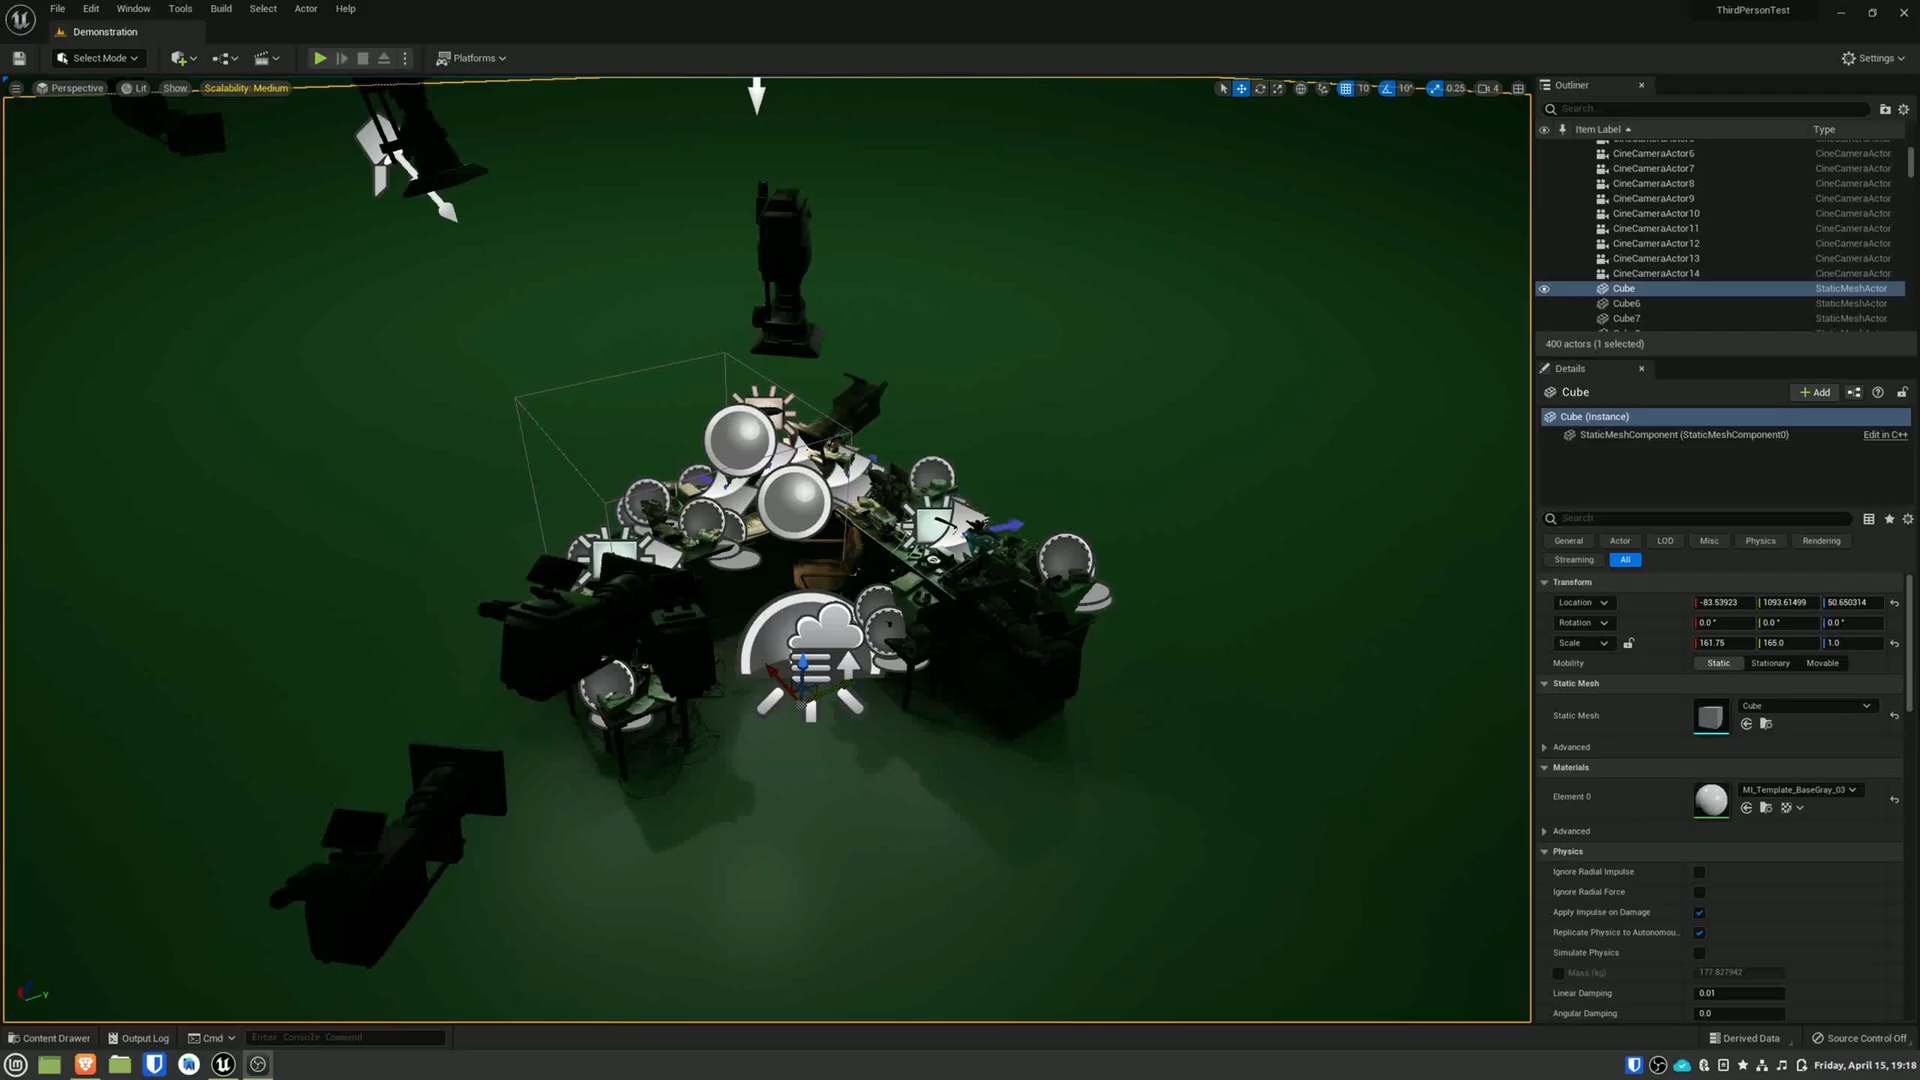 File Edit Window Tools Build Select Actor Help
ThirdPersonTest
Demonstration
Select Mode
Platforms
Settings
Perspective Lit Show Scalability: Medium
10 10° 0.25 4
Outliner
Search...
Item Label Type
CineCameraActor6 CineCameraActor
CineCameraActor7 CineCameraActor
CineCameraActor8 CineCameraActor
CineCameraActor9 CineCameraActor
CineCameraActor10 CineCameraActor
CineCameraActor11 CineCameraActor
CineCameraActor12 CineCameraActor
CineCameraActor13 CineCameraActor
CineCameraActor14 CineCameraActor
Cube StaticMeshActor
Cube6 StaticMeshActor
Cube7 StaticMeshActor
400 actors (1 selected)
Details
Cube
Add
Cube (Instance)
StaticMeshComponent (StaticMeshComponent0) Edit in C++
Search
General Actor LOD Misc Physics Rendering
Streaming All
Transform
Location -83.53923 1093.61499 50.650314
Rotation 0.0 ° 0.0 ° 0.0 °
Scale 161.75 165.0 1.0
Mobility Static Stationary Movable
Static Mesh
Static Mesh Cube
Advanced
Materials
Element 0 MI_Template_BaseGray_03
Advanced
Physics
Ignore Radial Impulse
Ignore Radial Force
Apply Impulse on Damage
Replicate Physics to Autonomou...
Simulate Physics
Mass (kg) 177.827942
Linear Damping 0.01
Angular Damping 0.0
Y
Content Drawer Output Log Cmd Enter Console Command
Derived Data Source Control Off
Friday, April 15, 19:18